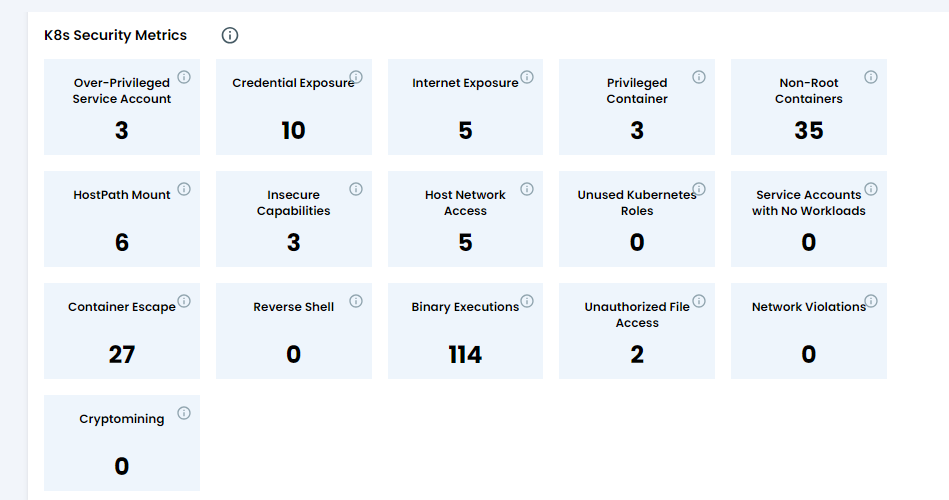 K8s Security Metrics
Over-Privileged
Service Account
3
Credential Exposure
10
Internet Exposure
5
Privileged
Container
3
Non-Root
Containers
35
HostPath Mount
6
Insecure
Capabilities
3
Host Network
Access
5
Unused Kubernetes
Roles
0
Service Accounts
with No Workloads
0
Container Escape
27
Reverse Shell
0
Binary Executions
114
Unauthorized File
Access
2
Network Violations
0
Cryptomining
0